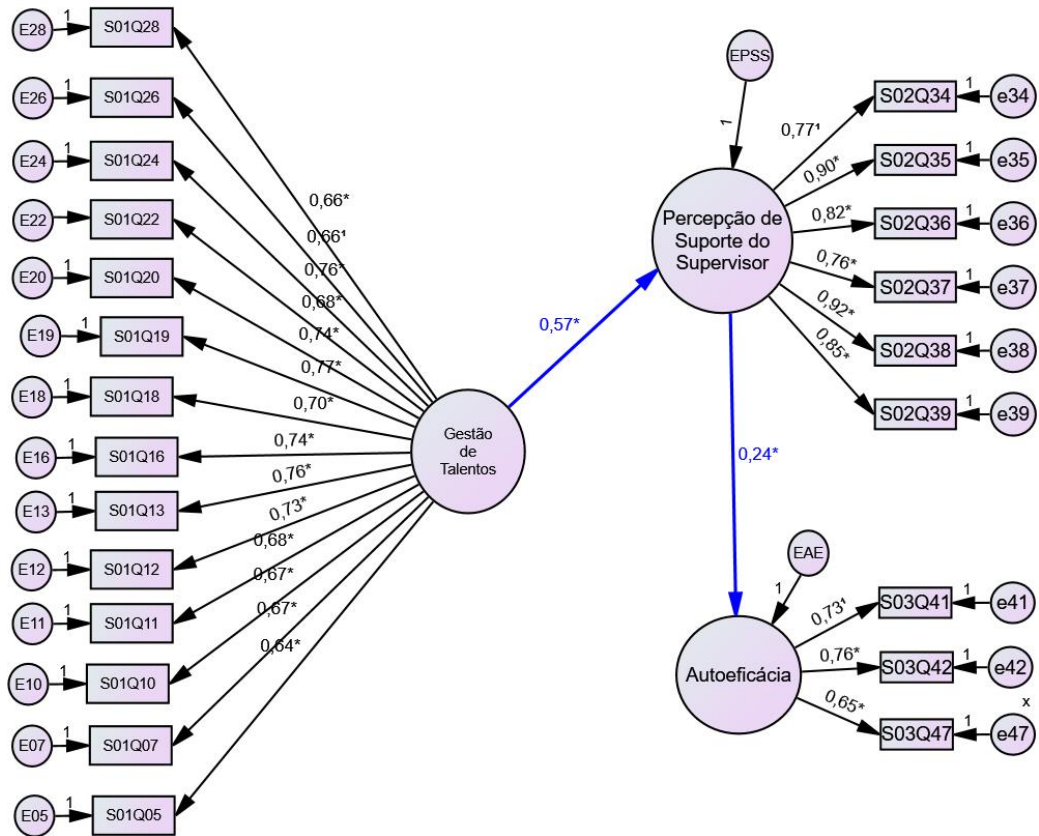 E28 1 S01Q28
E26 1 S01Q26
E24 1 S01Q24
E22 1 S01Q22
E20 1 S01Q20
E19 1 S01Q19
E18 1 S01Q18
E16 1 S01Q16
E13 1 S01Q13
E12 1 S01Q12
E11 1 S01Q11
E10 1 S01Q10
E07 1 S01Q07
E05 1 S01Q05
0,66*
0,66¹
0,76*
0,68*
0,74*
0,77*
0,70*
0,74*
0,76*
0,73*
0,68*
0,67*
0,67*
0,64*
Gestão
de
Talentos
0,57*
EPSS
1
Percepção de
Suporte do
Supervisor
0,77¹
0,90*
0,82*
0,76*
0,92*
0,85*
S02Q34 1 e34
S02Q35 1 e35
S02Q36 1 e36
S02Q37 1 e37
S02Q38 1 e38
S02Q39 1 e39
0,24*
EAE
1
Autoeficácia
0,73¹
0,76*
0,65*
S03Q41 1 e41
S03Q42 1 e42
x
S03Q47 1 e47